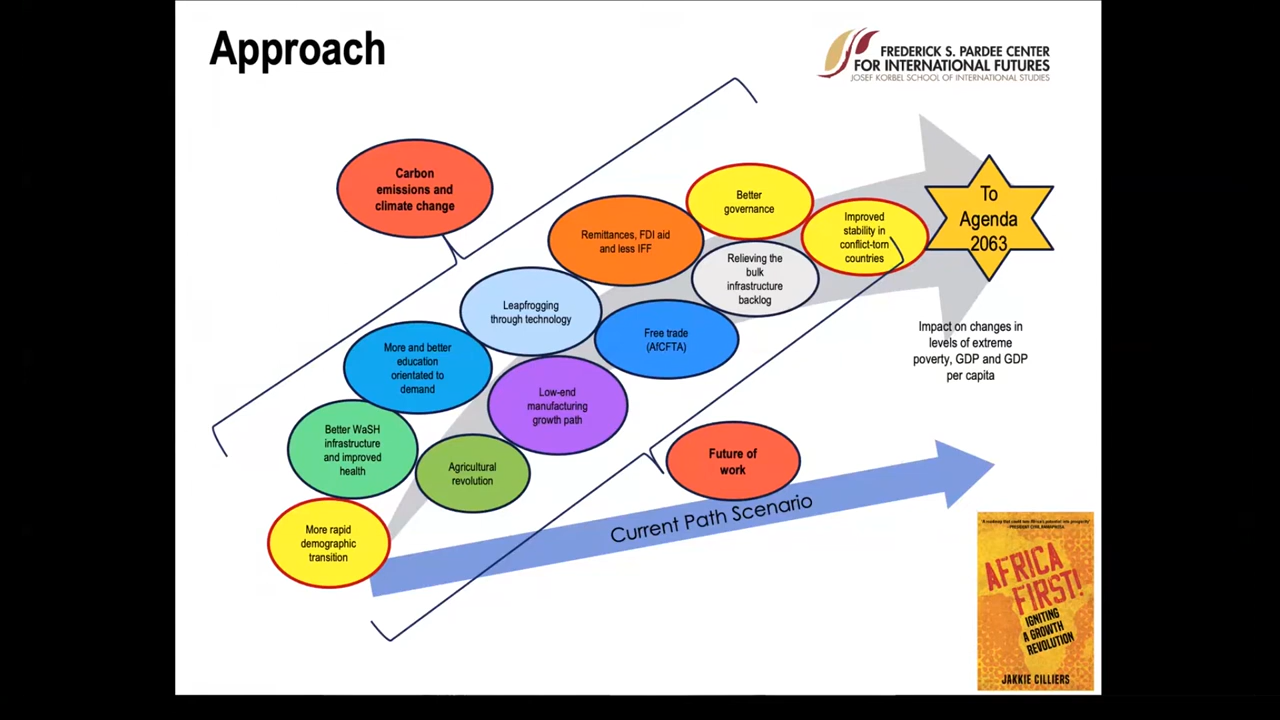 Approach
FREDERICK S. PARDEE CENTER
FOR INTERNATIONAL FUTURES
JOSEF KORBEL SCHOOL OF INTERNATIONAL STUDIES
Carbon
emissions and
climate change
Better
governance
To
Agenda
2063
Improved
stability in
conflict-torn
countries
Remittances, FDI aid
and less IFF
Relieving the
bulk
infrastructure
backlog
Leapfrogging
through technology
Free trade
(AfCFTA)
Impact on changes in
levels of extreme
poverty, GDP and GDP
per capita
More and better
education
orientated to
demand
Low-end
manufacturing
growth path
Better WaSH
infrastructure
and improved
health
Agricultural
revolution
Future of
work
Current Path Scenario
More rapid
demographic
transition
AFRICA
FIRST!
IGNITING
A GROWTH
REVOLUTION
JAKKIE CILLIERS